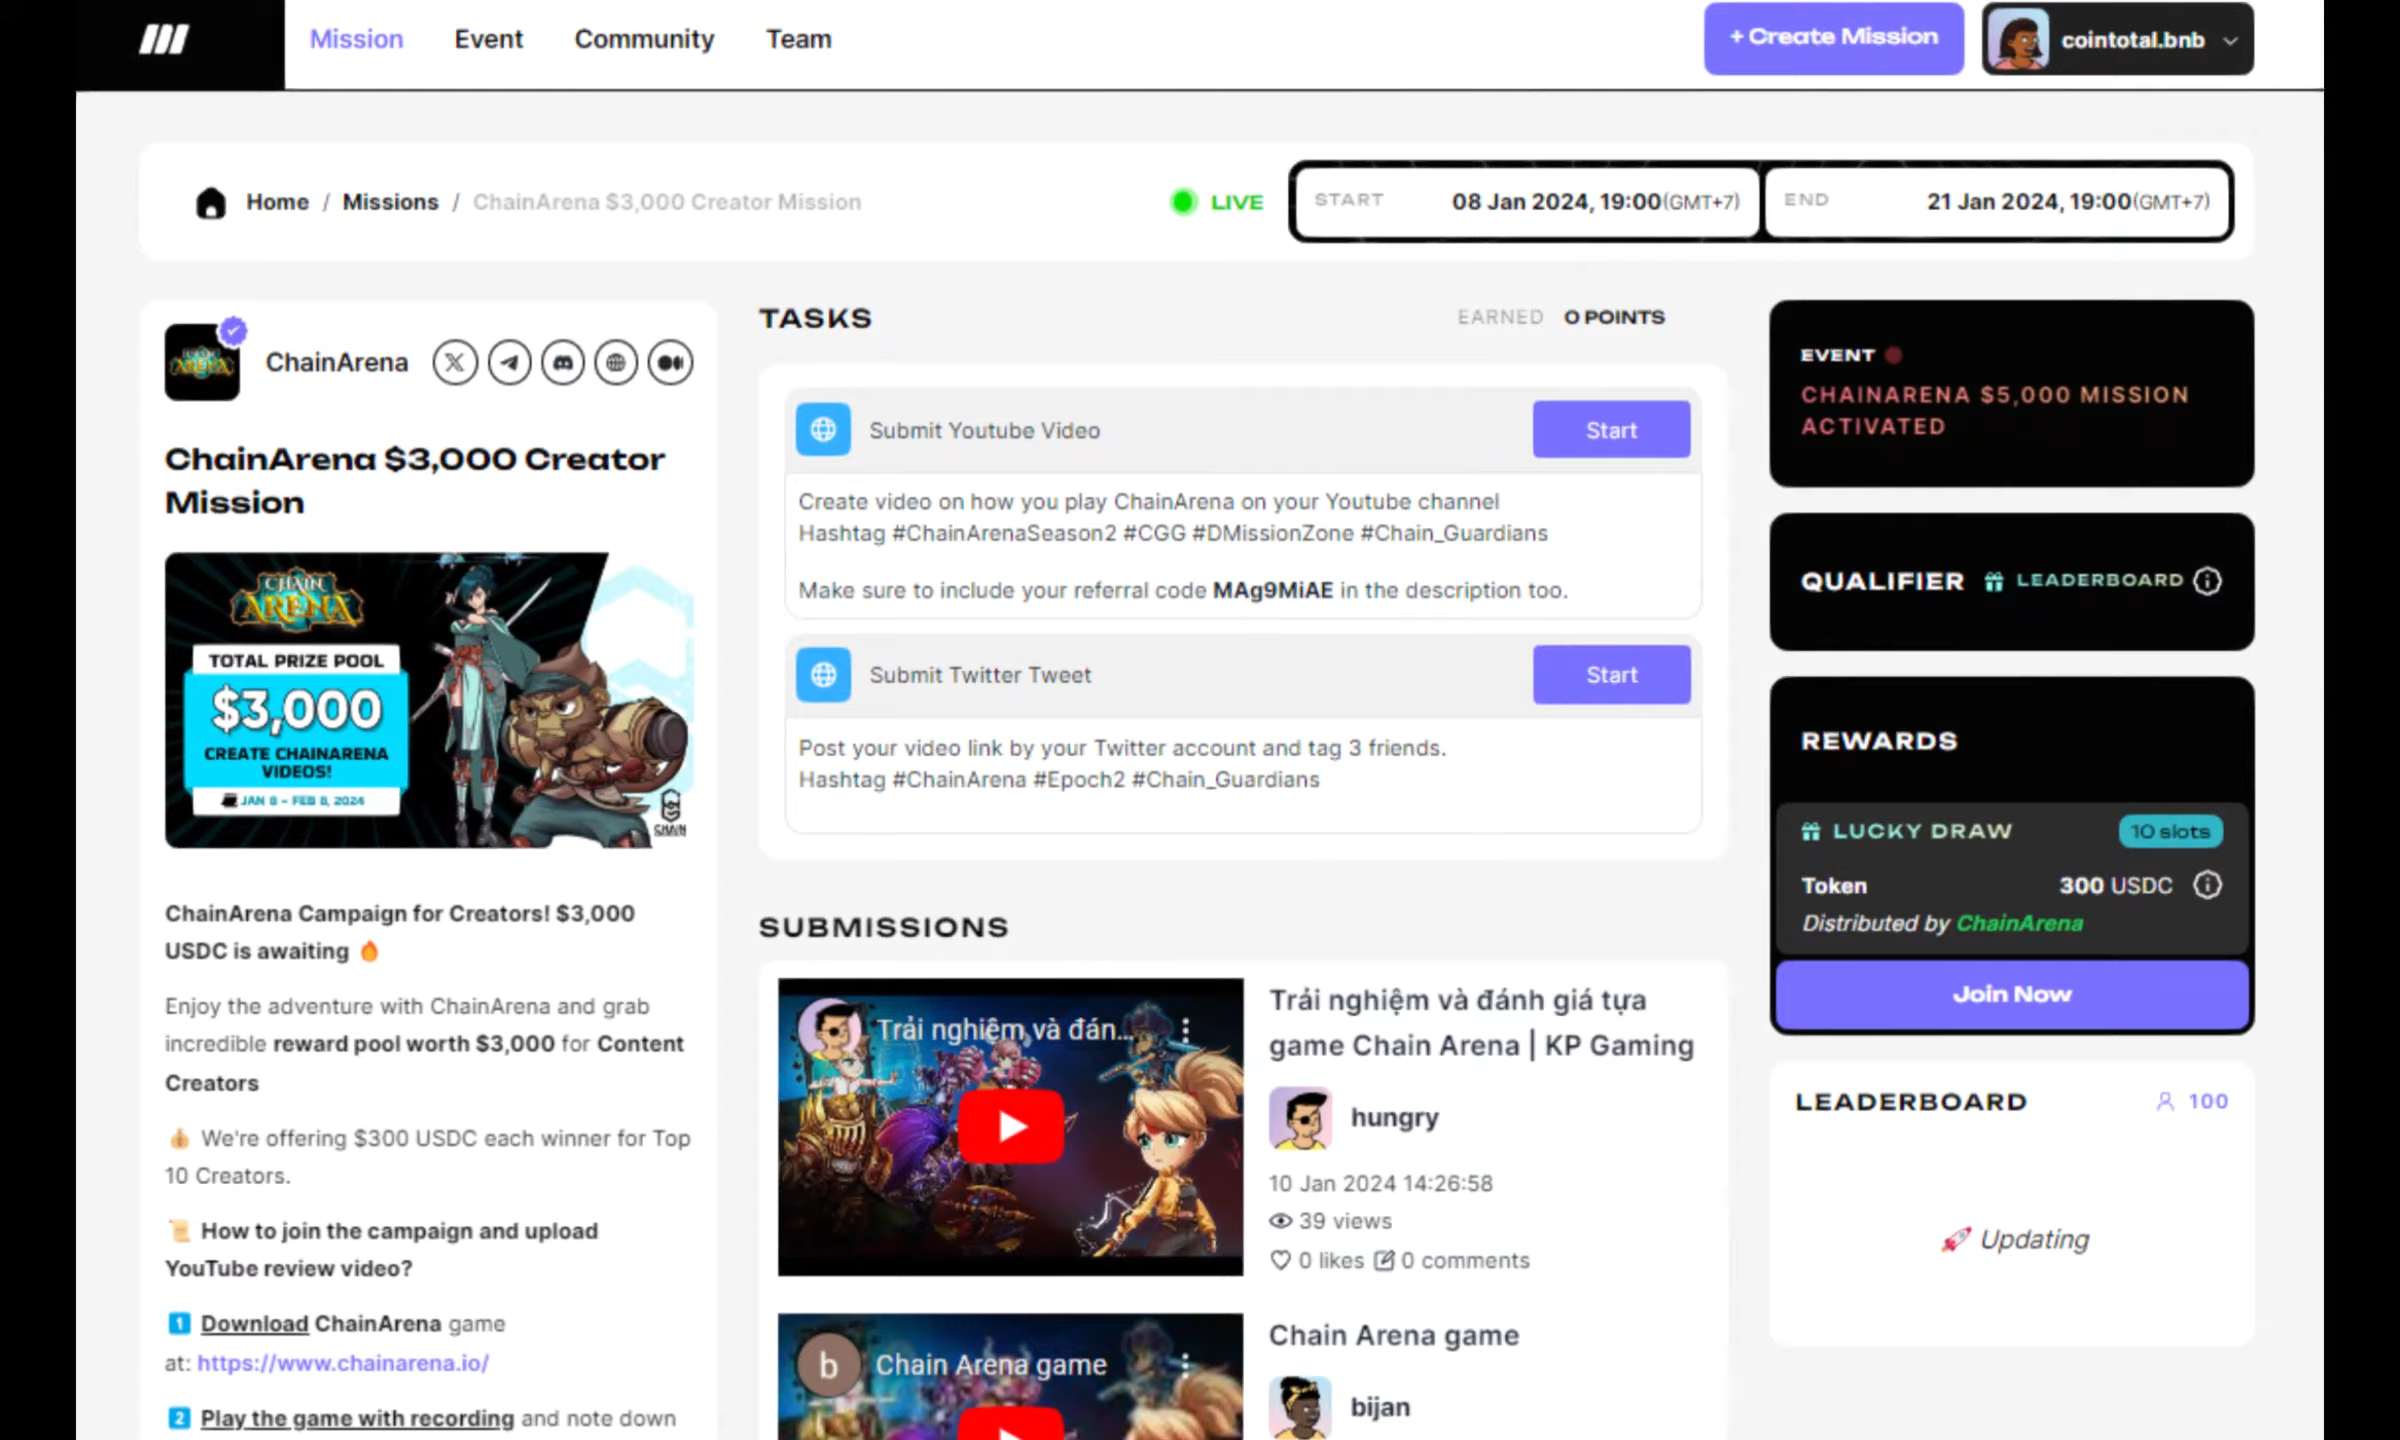 Mission Event Community Team
+ Create Mission
cointotal.bnb
Home / Missions / ChainArena $3,000 Creator Mission
LIVE
START 08 Jan 2024, 19:00(GMT+7)
END 21 Jan 2024, 19:00(GMT+7)
ChainArena
ChainArena $3,000 Creator
Mission
CHAIN
ARENA
TOTAL PRIZE POOL
$3,000
CREATE CHAINARENA
VIDEOS!
JAN 8 - FEB 8, 2024
CHAIN
ChainArena Campaign for Creators! $3,000
USDC is awaiting 🔥
Enjoy the adventure with ChainArena and grab
incredible reward pool worth $3,000 for Content
Creators
💰 We're offering $300 USDC each winner for Top
10 Creators.
📜 How to join the campaign and upload
YouTube review video?
1 Download ChainArena game
at: https://www.chainarena.io/
2 Play the game with recording and note down
TASKS
EARNED 0 POINTS
Submit Youtube Video
Start
Create video on how you play ChainArena on your Youtube channel
Hashtag #ChainArenaSeason2 #CGG #DMissionZone #Chain_Guardians
Make sure to include your referral code MAg9MiAE in the description too.
Submit Twitter Tweet
Start
Post your video link by your Twitter account and tag 3 friends.
Hashtag #ChainArena #Epoch2 #Chain_Guardians
SUBMISSIONS
Trải nghiệm và đán...
Trải nghiệm và đánh giá tựa
game Chain Arena | KP Gaming
hungry
10 Jan 2024 14:26:58
39 views
0 likes 0 comments
b Chain Arena game
Chain Arena game
bijan
EVENT
CHAINARENA $5,000 MISSION
ACTIVATED
QUALIFIER LEADERBOARD
REWARDS
LUCKY DRAW
10 slots
Token 300 USDC
Distributed by ChainArena
Join Now
LEADERBOARD
100
🚀 Updating